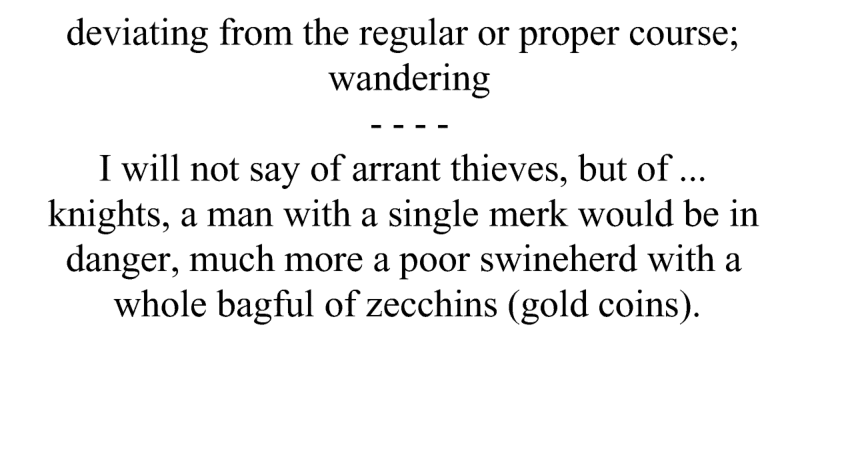 deviating from the regular or proper course;
wandering
- - - -
I will not say of arrant thieves, but of ...
knights, a man with a single merk would be in
danger, much more a poor swineherd with a
whole bagful of zecchins (gold coins).